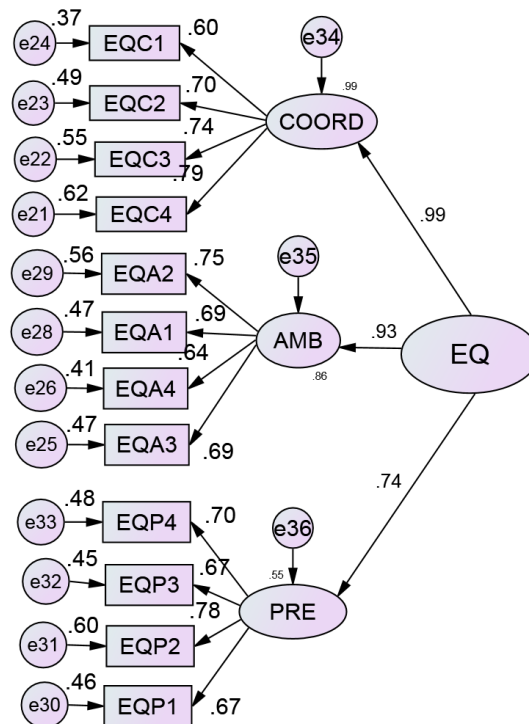 .37
e24
EQC1
.60
e34
.49
e23
EQC2
.70
.99
COORD
.55
e22
EQC3
.74
.62
e21
EQC4
.79
.99
.56
e29
EQA2
.75
e35
.47
e28
EQA1
.69
AMB
.93
EQ
.41
e26
EQA4
.64
.86
.47
e25
EQA3
.69
.74
.48
e33
EQP4
.70
e36
.45
e32
EQP3
.67
.55
PRE
.60
e31
EQP2
.78
.46
e30
EQP1
.67